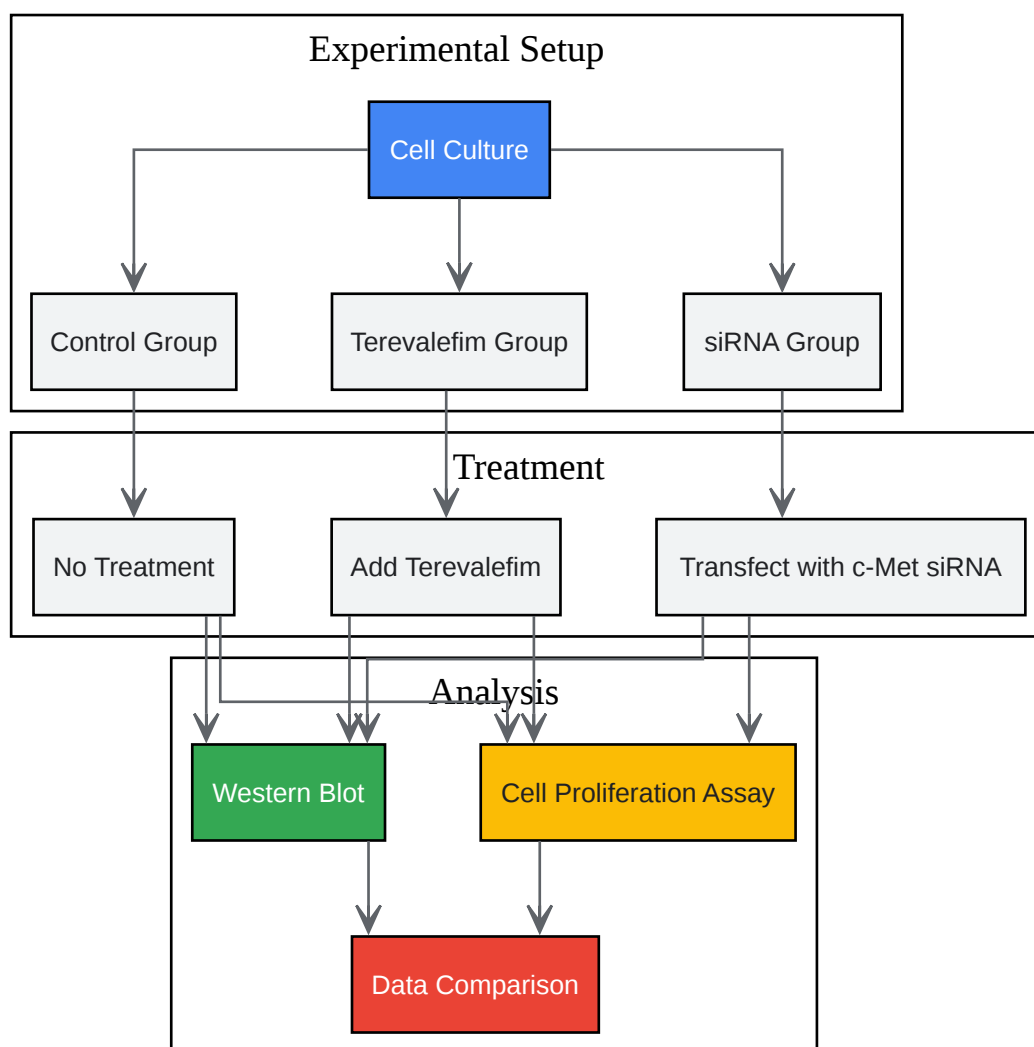 Experimental Setup
Cell Culture
Control Group
Terevalefim Group
siRNA Group
Treatment
No Treatment
Add Terevalefim
Transfect with c-Met siRNA
Analysis
Western Blot
Cell Proliferation Assay
Data Comparison